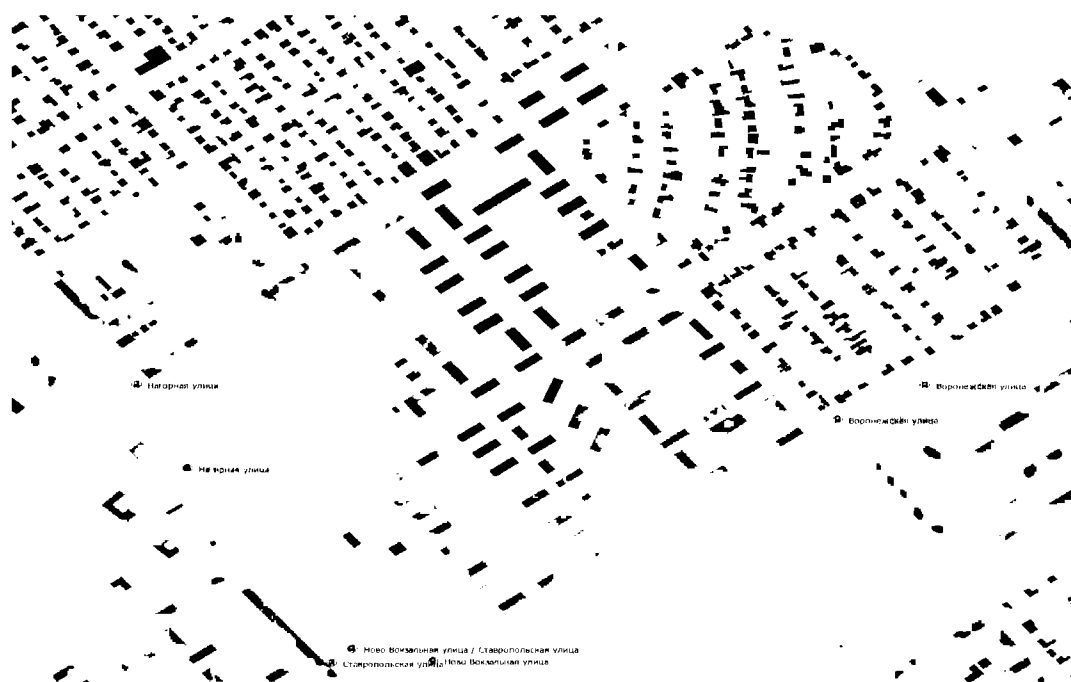 Нагорная улица
Воронежская улица
Воронежская улица
Нагорная улица
Ново Вокзальная улица / Ставропольская улица
Ставропольская улица
Ново Вокзальная улица